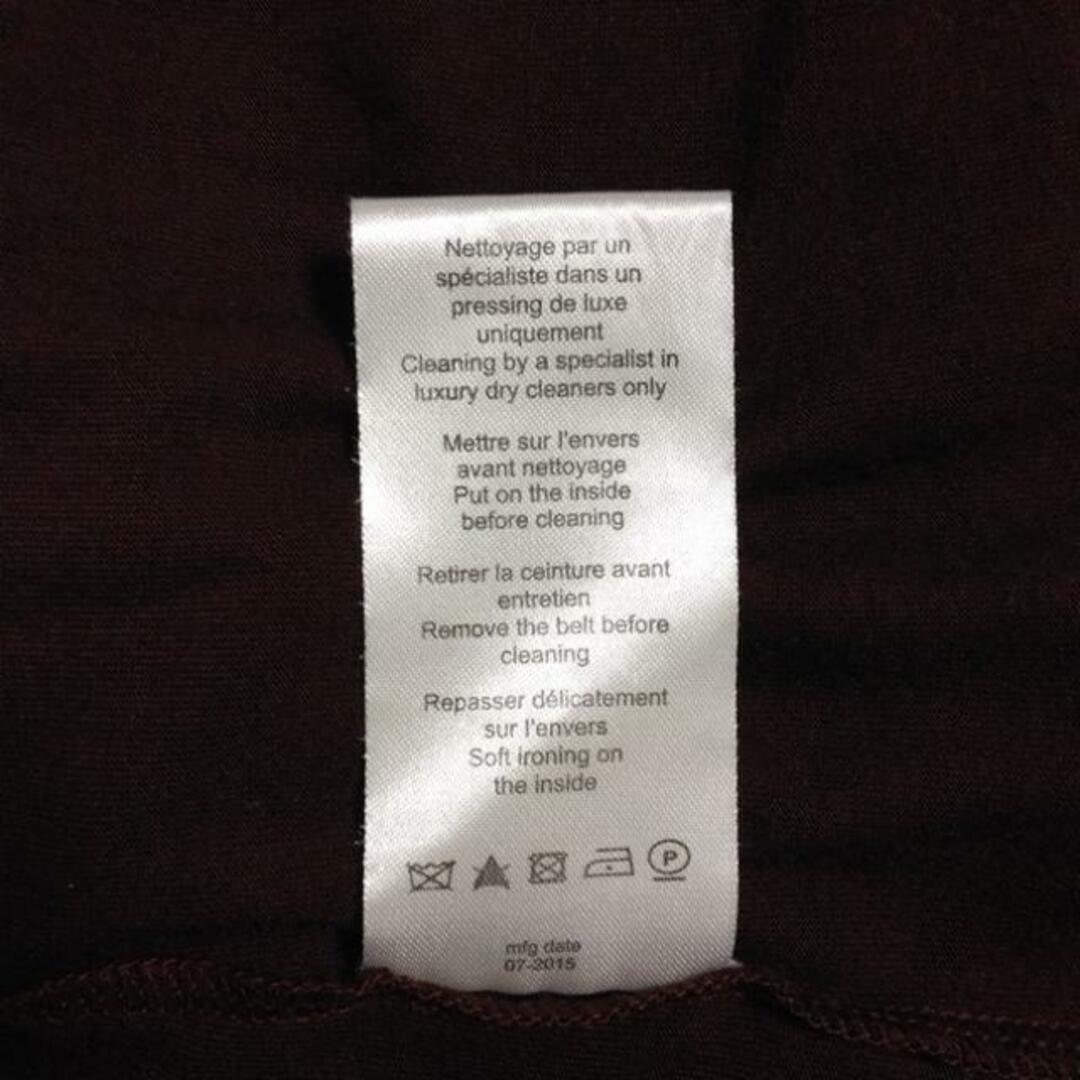 Nettoyage par un
spécialiste dans un
pressing de luxe
uniquement
Cleaning by a specialist in
luxury dry cleaners only
Mettre sur l'envers
avant nettoyage
Put on the inside
before cleaning
Retirer la ceinture avant
entretien
Remove the belt before
cleaning
Repasser délicatement
sur l'envers
Soft ironing on
the inside
P
mfg date
07-2015